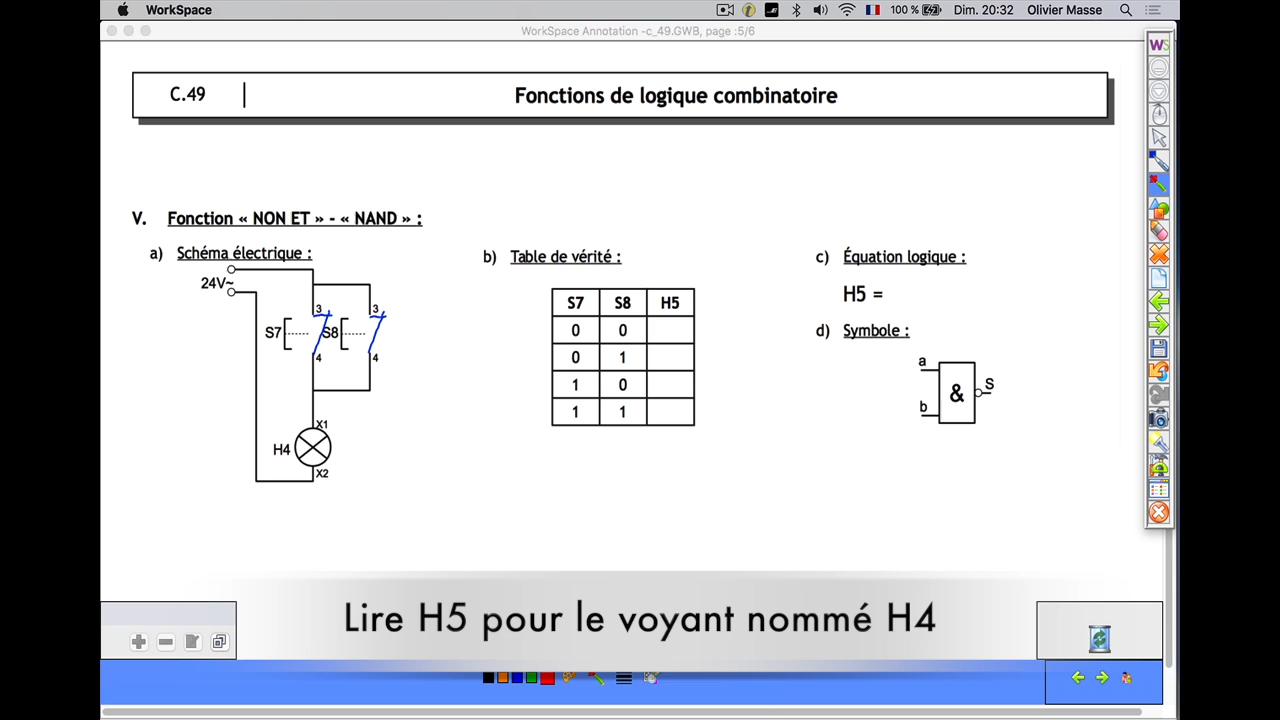 WorkSpace
100 %
Dim. 20:32
Olivier Masse
WorkSpace Annotation -c_49.GWB, page :5/6
WS
C.49
Fonctions de logique combinatoire
V. Fonction « NON ET » - « NAND » :
a) Schéma électrique :
24V~
3
3
S7
S8
4
4
X1
H4
X2
b) Table de vérité :
S7 S8 H5
0 0
0 1
1 0
1 1
c) Équation logique :
H5 =
d) Symbole :
a
&
S
b
Lire H5 pour le voyant nommé H4